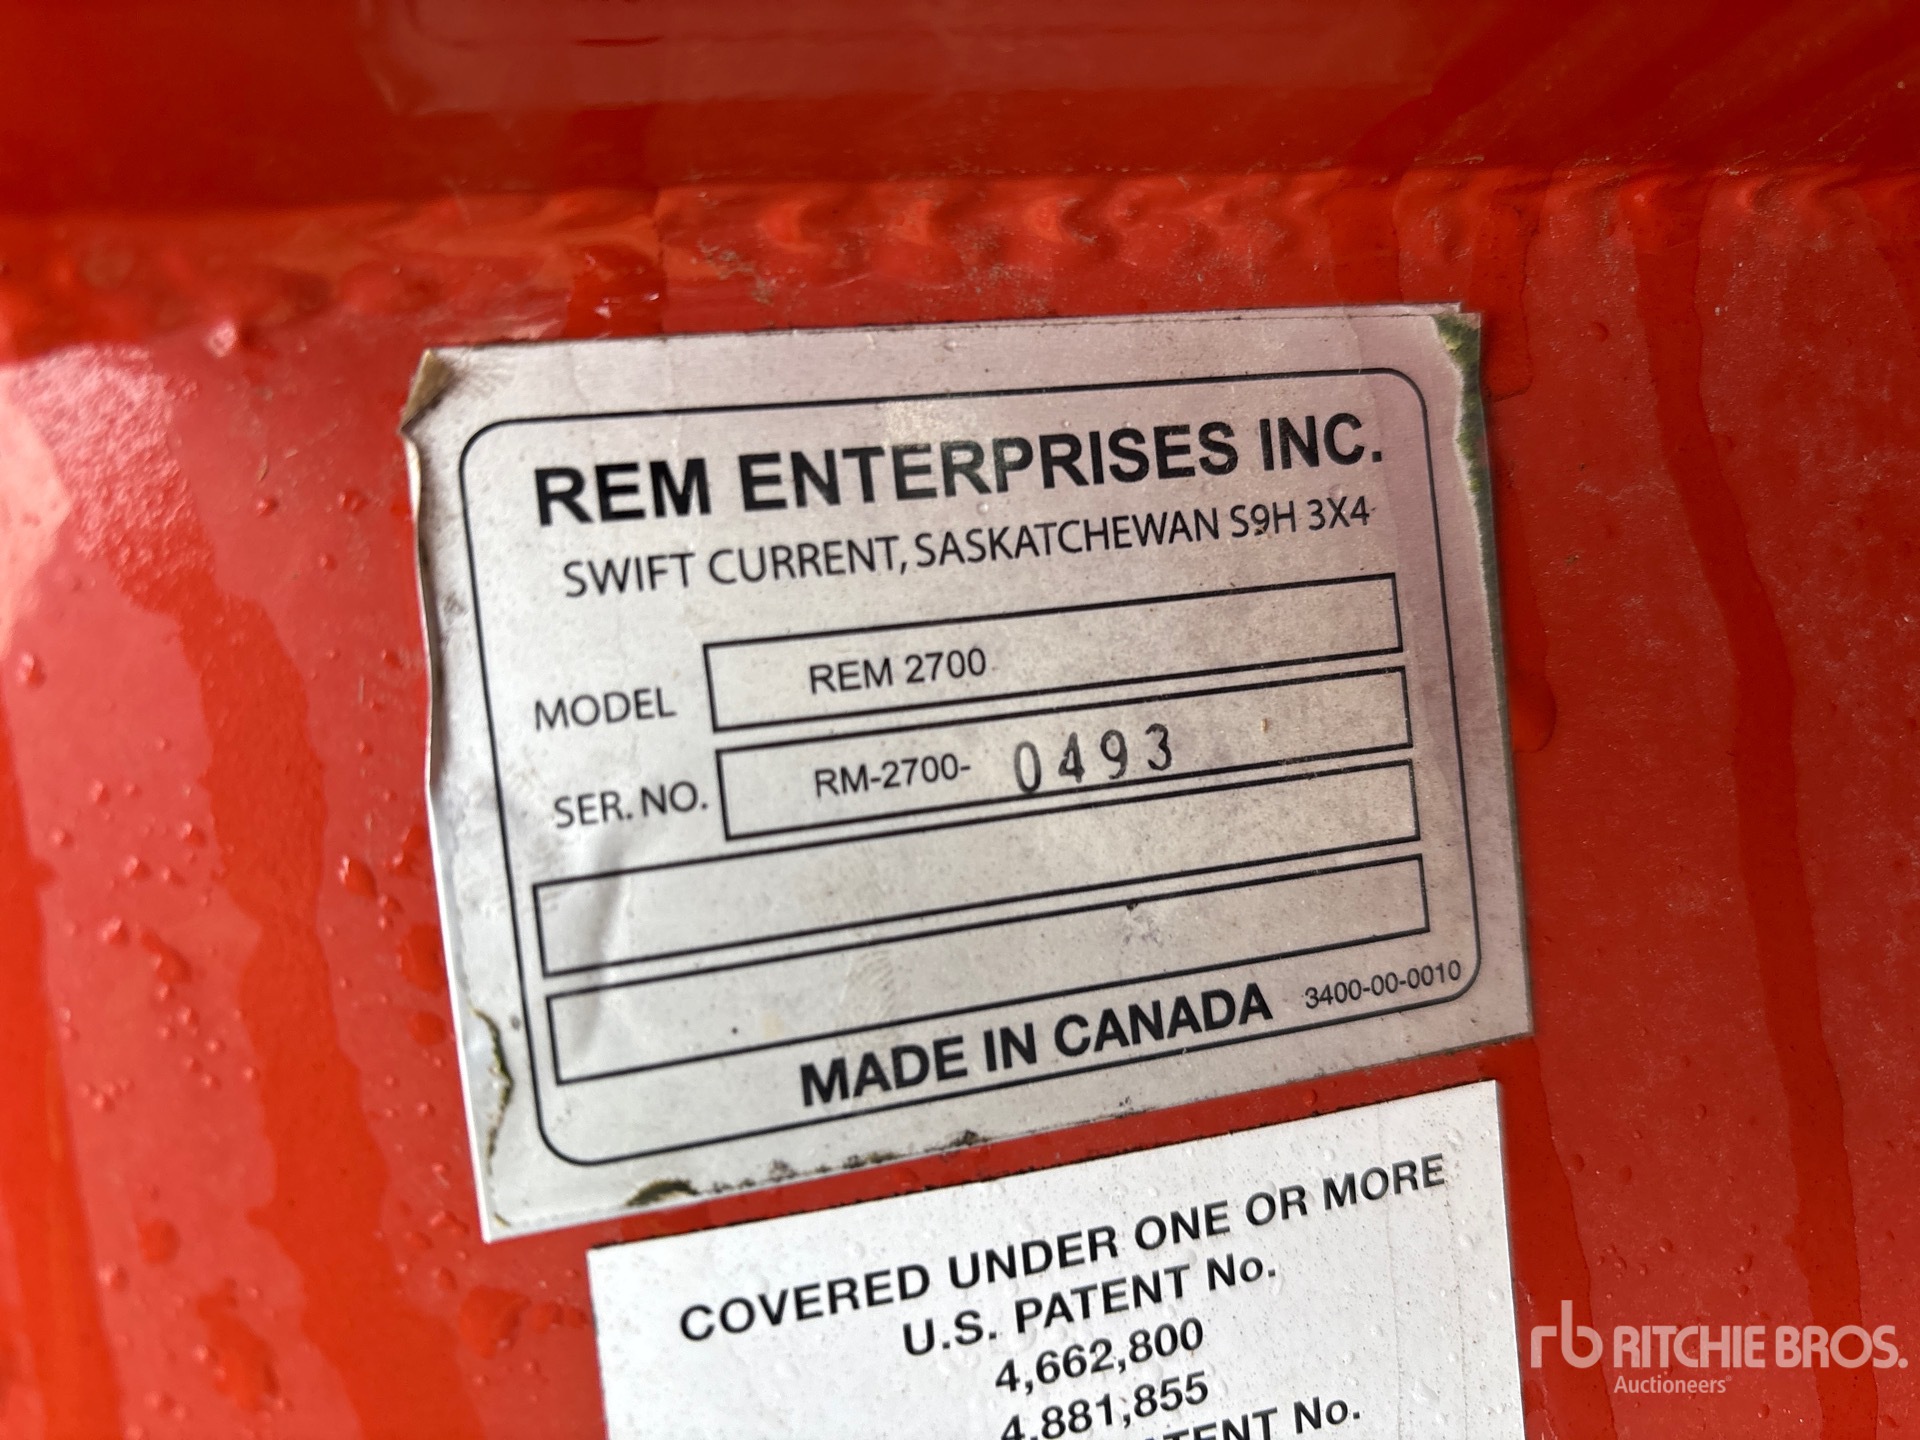 REM ENTERPRISES INC.
SWIFT CURRENT, SASKATCHEWAN S9H 3X4
MODEL REM 2700
SER. NO. RM-2700- 0493
MADE IN CANADA 3400-00-0010
COVERED UNDER ONE OR MORE
U.S. PATENT No.
4,662,800
4,881,855
No.
rb RITCHIE BROS.
Auctioneers